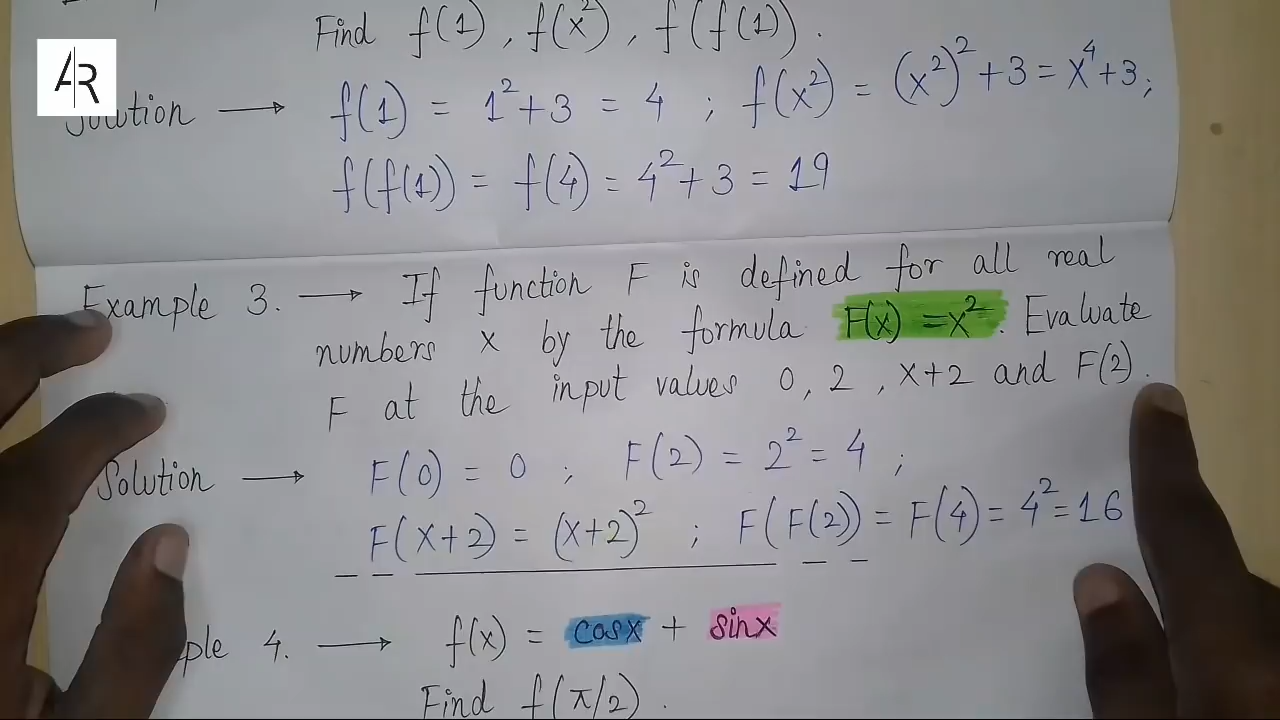 Find f(1), f(x²), f(f(1)).
AR
Solution → f(1) = 1² + 3 = 4 ; f(x²) = (x²)² + 3 = x⁴ + 3;
f(f(1)) = f(4) = 4² + 3 = 19
Example 3. → If function F is defined for all real
numbers x by the formula F(x) = x². Evaluate
F at the input values 0, 2, x+2 and F(2).
Solution → F(0) = 0 ; F(2) = 2² = 4 ;
F(x+2) = (x+2)² ; F(F(2)) = F(4) = 4² = 16
ple 4. → f(x) = cosx + sinx
Find f(π/2).